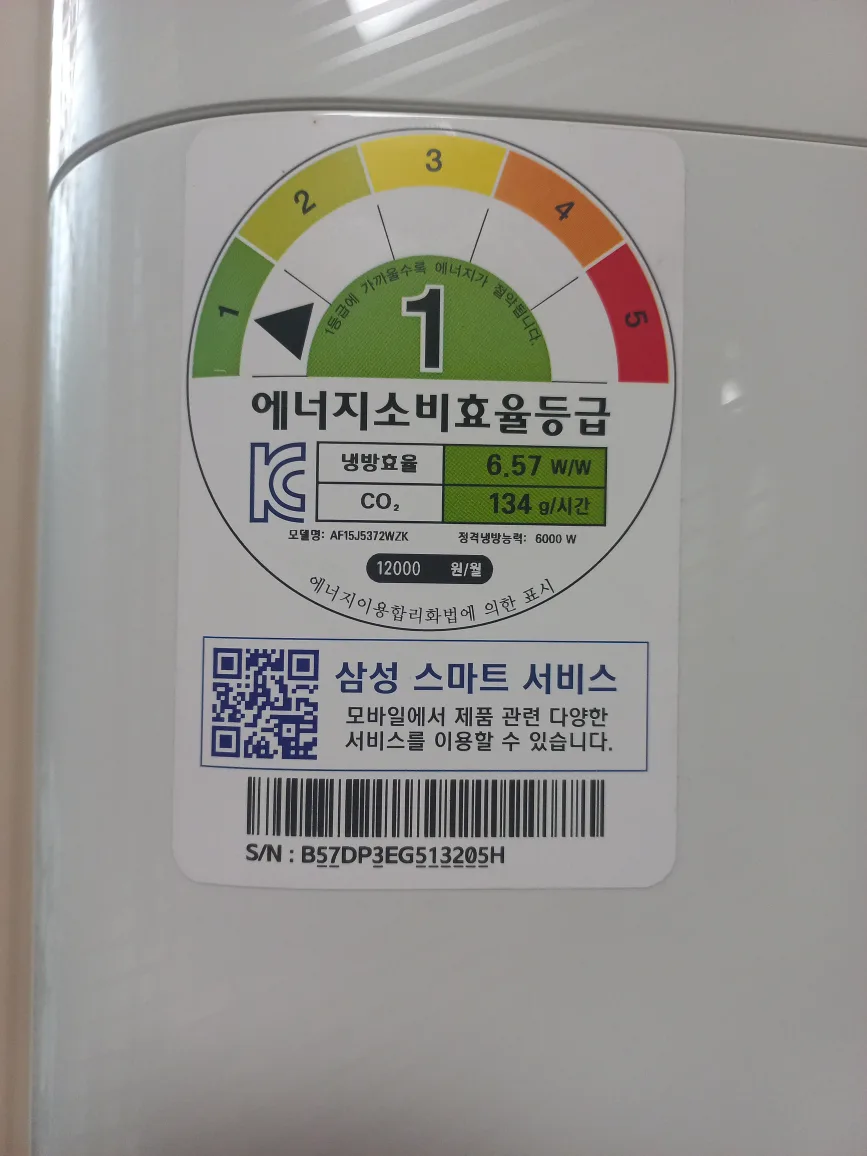 1 2 3 4 5
1등급에 가까울수록 에너지가 절약됩니다.
1
에너지소비효율등급
KC
냉방효율 6.57 W/W
CO₂ 134 g/시간
모델명: AF15J5372WZK 정격냉방능력: 6000 W
12000 원/월
에너지이용합리화법에 의한 표시
삼성 스마트 서비스
모바일에서 제품 관련 다양한
서비스를 이용할 수 있습니다.
S/N : B57DP3EG513205H